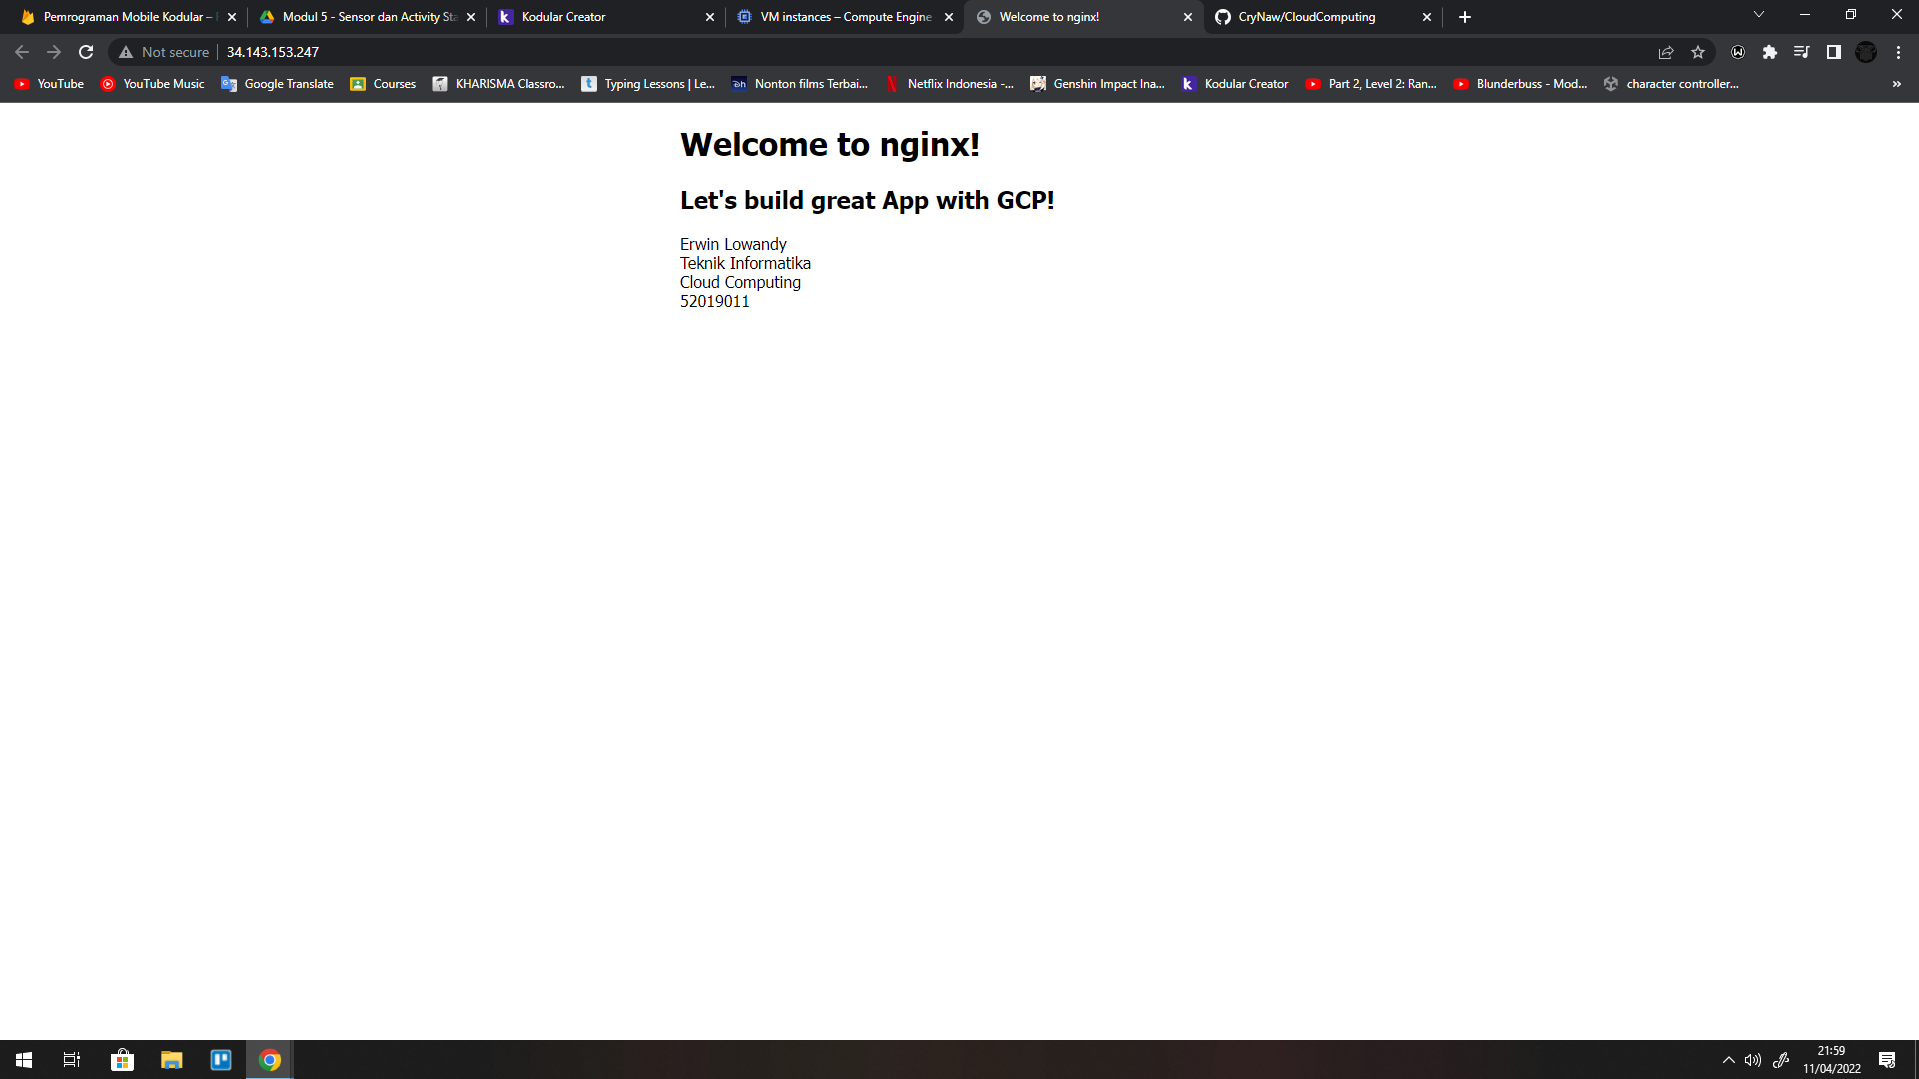 Pemrograman Mobile Kodular –
Modul 5 - Sensor dan Activity Sta
Kodular Creator
VM instances – Compute Engine
Welcome to nginx!
CryNaw/CloudComputing
Not secure
34.143.153.247
YouTube
YouTube Music
Google Translate
Courses
KHARISMA Classro...
Typing Lessons | Le...
Nonton films Terbai...
Netflix Indonesia -...
Genshin Impact Ina...
Kodular Creator
Part 2, Level 2: Ran...
Blunderbuss - Mod...
character controller...
Welcome to nginx!
Let's build great App with GCP!
Erwin Lowandy
Teknik Informatika
Cloud Computing
52019011
21:59
11/04/2022